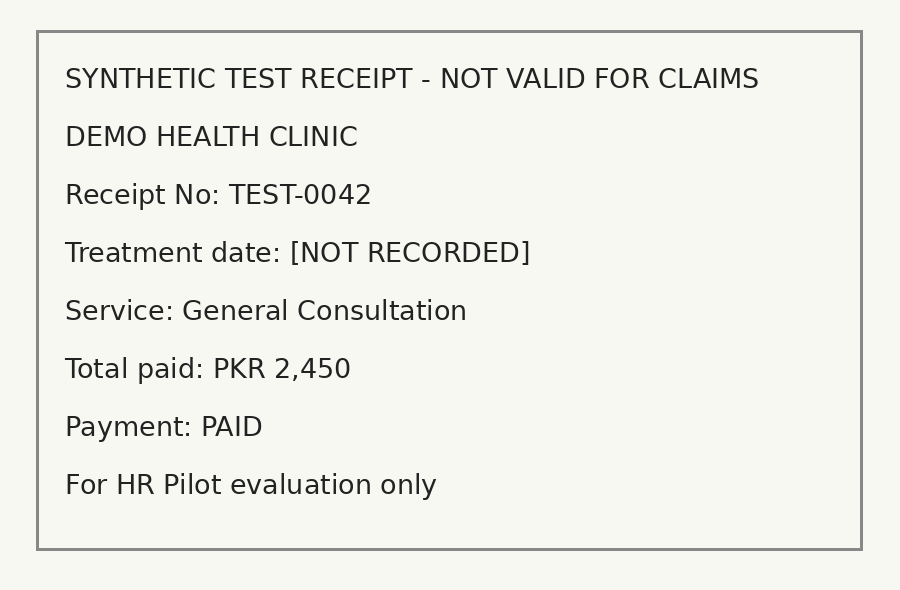 SYNTHETIC TEST RECEIPT - NOT VALID FOR CLAIMS
DEMO HEALTH CLINIC
Receipt No: TEST-0042
Treatment date: [NOT RECORDED]
Service: General Consultation
Total paid: PKR 2,450
Payment: PAID
For HR Pilot evaluation only